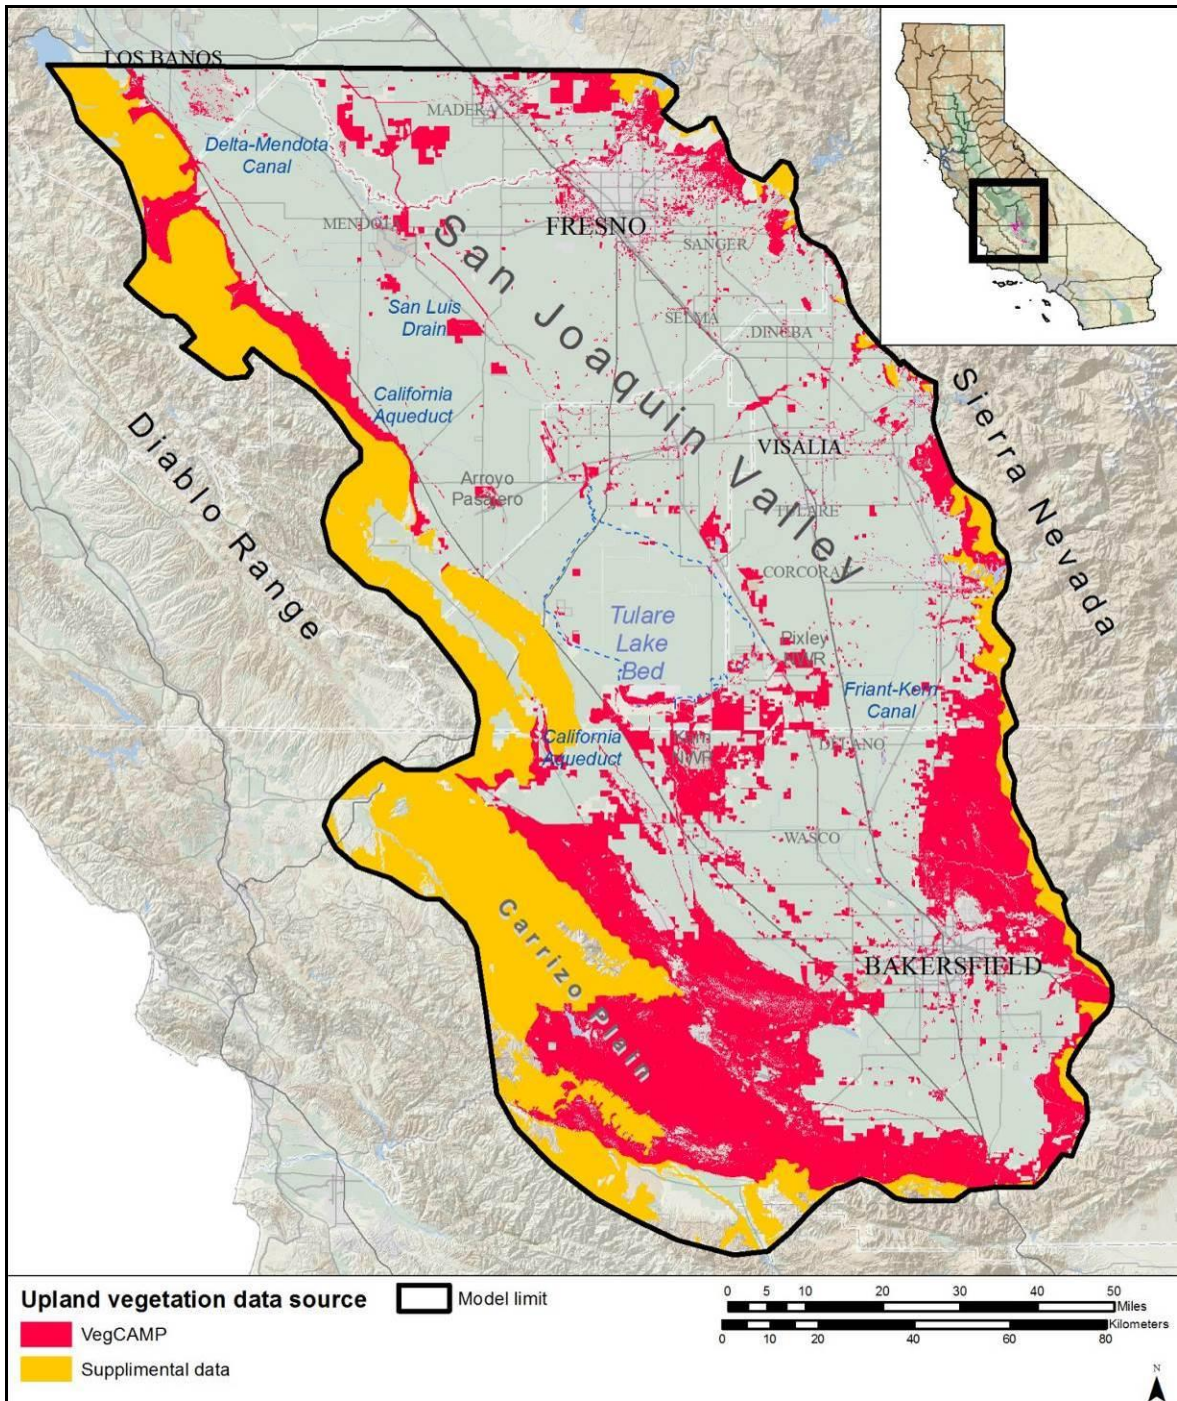 LOS BANOS
MADERA
Delta-Mendota
Canal
MENDOTA
FRESNO
SANGER
San Joaquin Valley
San Luis
Drain
SELMA
DINUBA
Sierra Nevada
California
Aqueduct
Diablo Range
VISALIA
Arroyo
Pasajero
TULARE
CORCORAN
Tulare
Lake
Bed
Pixley
NWR
Friant-Kern
Canal
California
Aqueduct
Kern
NWR
DELANO
WASCO
Carrizo Plain
BAKERSFIELD
Upland vegetation data source
VegCAMP
Supplimental data
Model limit
0 5 10 20 30 40 50
Miles
Kilometers
0 10 20 40 60 80
N